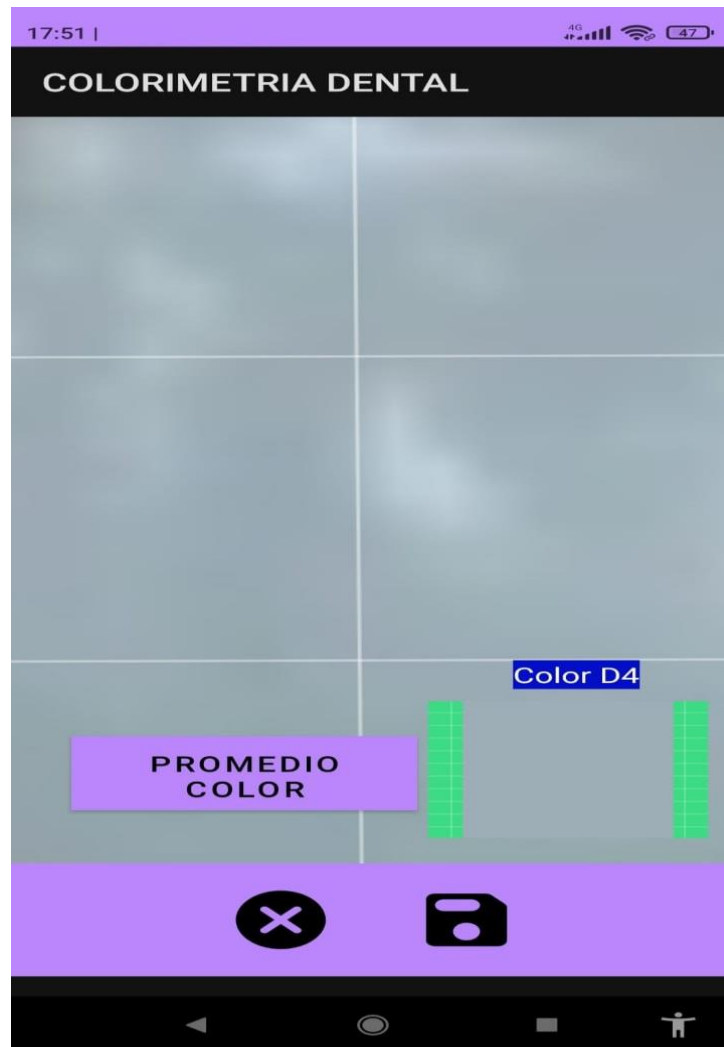 17:51 |
4G
47
COLORIMETRIA DENTAL
Color D4
PROMEDIO
COLOR